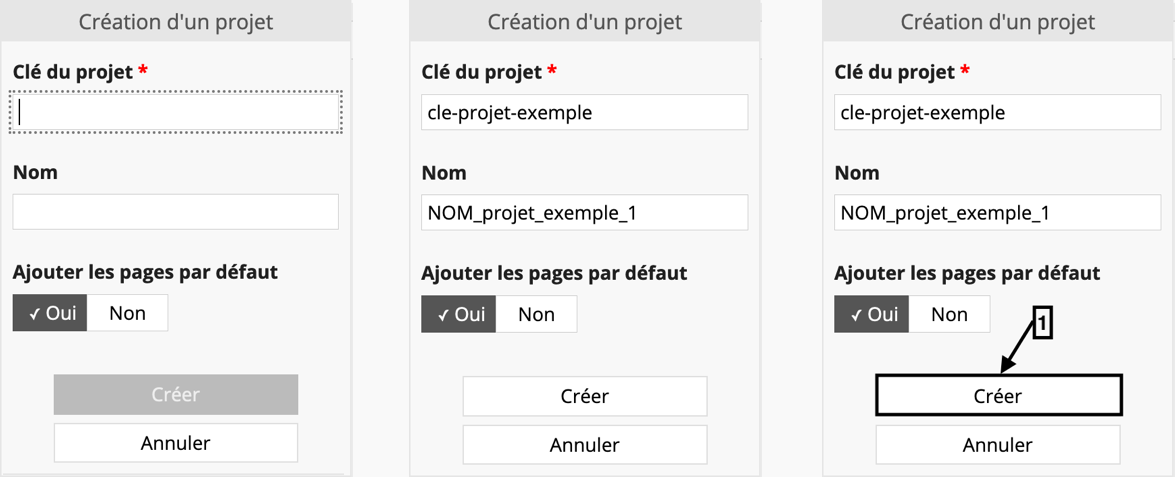 Création d'un projet
Clé du projet *
Nom
Ajouter les pages par défaut
✓ Oui Non
Créer
Annuler
Création d'un projet
Clé du projet *
cle-projet-exemple
Nom
NOM_projet_exemple_1
Ajouter les pages par défaut
✓ Oui Non
Créer
Annuler
Création d'un projet
Clé du projet *
cle-projet-exemple
Nom
NOM_projet_exemple_1
Ajouter les pages par défaut
✓ Oui Non
1
Créer
Annuler